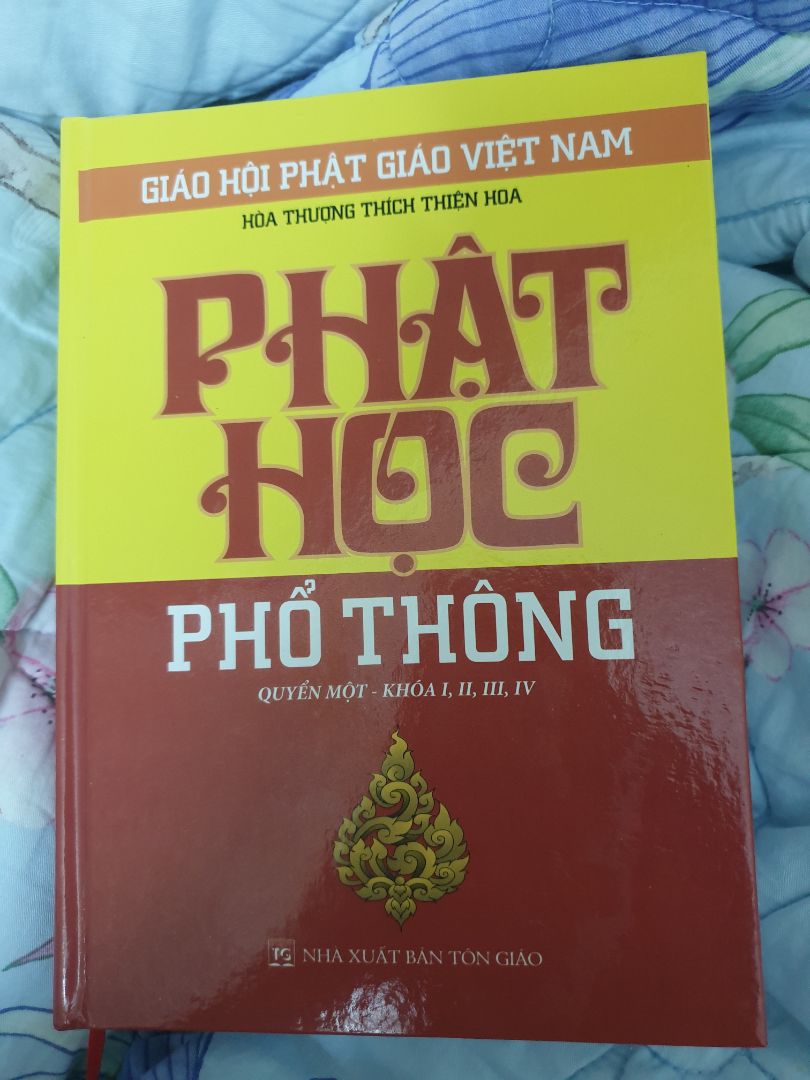 GIÁO HỘI PHẬT GIÁO VIỆT NAM
HÒA THƯỢNG THÍCH THIỆN HOA
PHẬT
HỌC
PHỔ THÔNG
QUYỂN MỘT - KHÓA I, II, III, IV
TG NHÀ XUẤT BẢN TÔN GIÁO